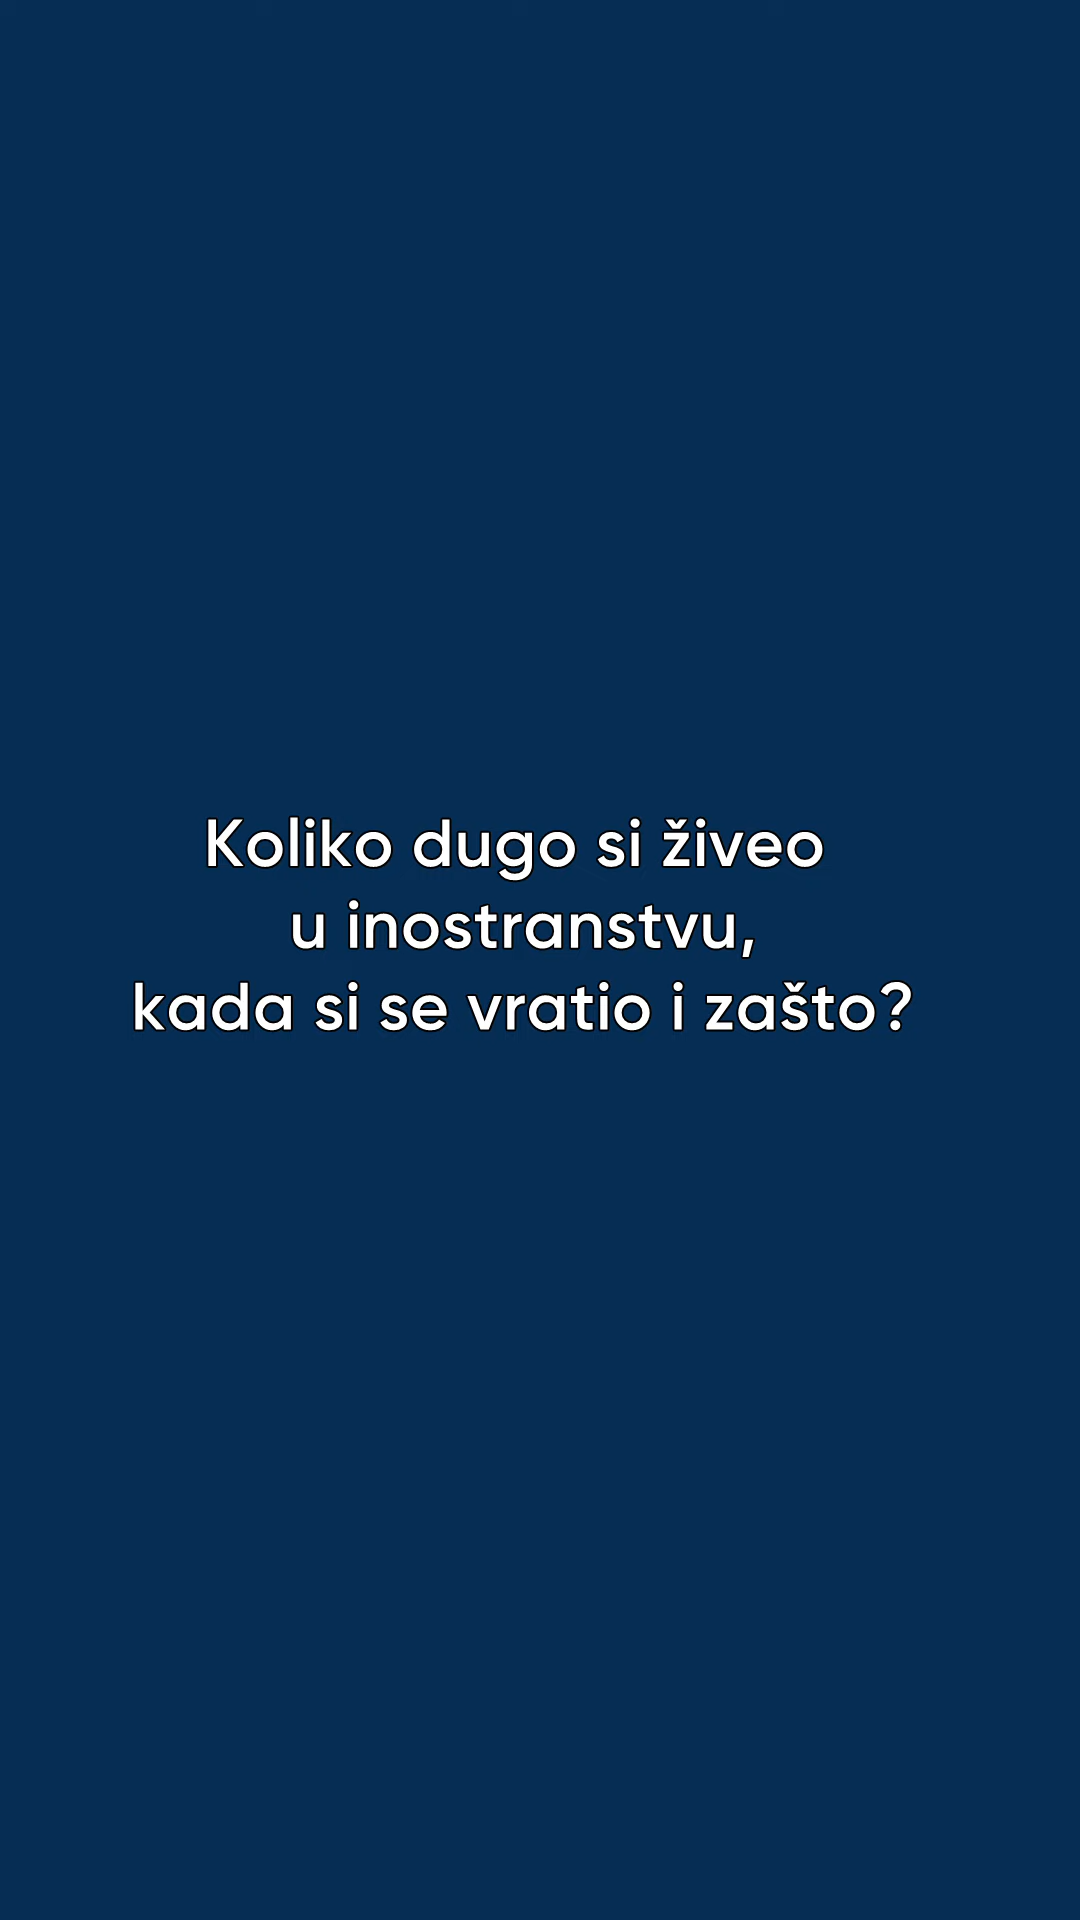 Koliko dugo si živeo
u inostranstvu,
kada si se vratio i zašto?